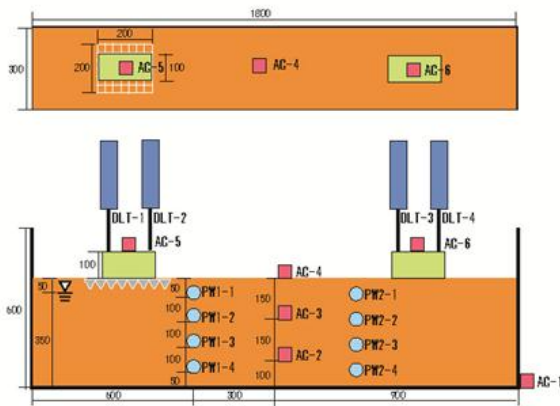 1800
200
300
200
AC-5
100
AC-4
AC-6
DLT-1
DLT-2
DLT-3
DLT-4
AC-5
AC-6
100
AC-4
600
50
50
PW1-1
150
PW2-1
100
PW1-2
AC-3
PW2-2
350
100
PW1-3
150
PW2-3
AC-2
100
PW1-4
100
PW2-4
50
AC-1
600
300
900